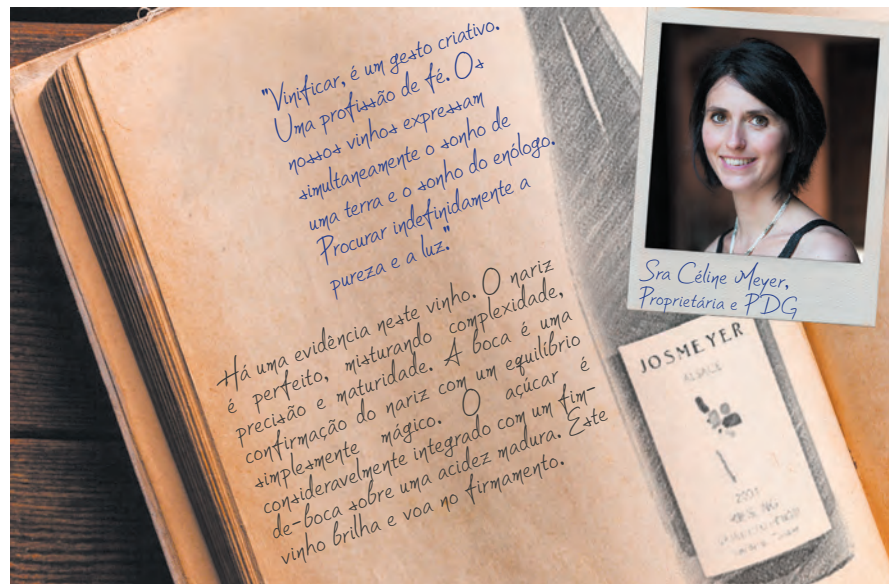 "Vinificar, é um gesto criativo.
Uma profissão de fé. Os
nossos vinhos expressam
simultaneamente o sonho de
uma terra e o sonho do enólogo.
Procurar indefinidamente a
pureza e a luz."
Há uma evidência neste vinho. O nariz
é perfeito, misturando complexidade,
precisão e maturidade. A boca é uma
confirmação do nariz com um equilíbrio
simplesmente mágico. O açúcar é
consideravelmente integrado com um fim-
de-boca sobre uma acidez madura. Este
vinho brilha e voa no firmamento.
Sra Céline Meyer,
Proprietária e PDG
JOSMEYER
ALSACE